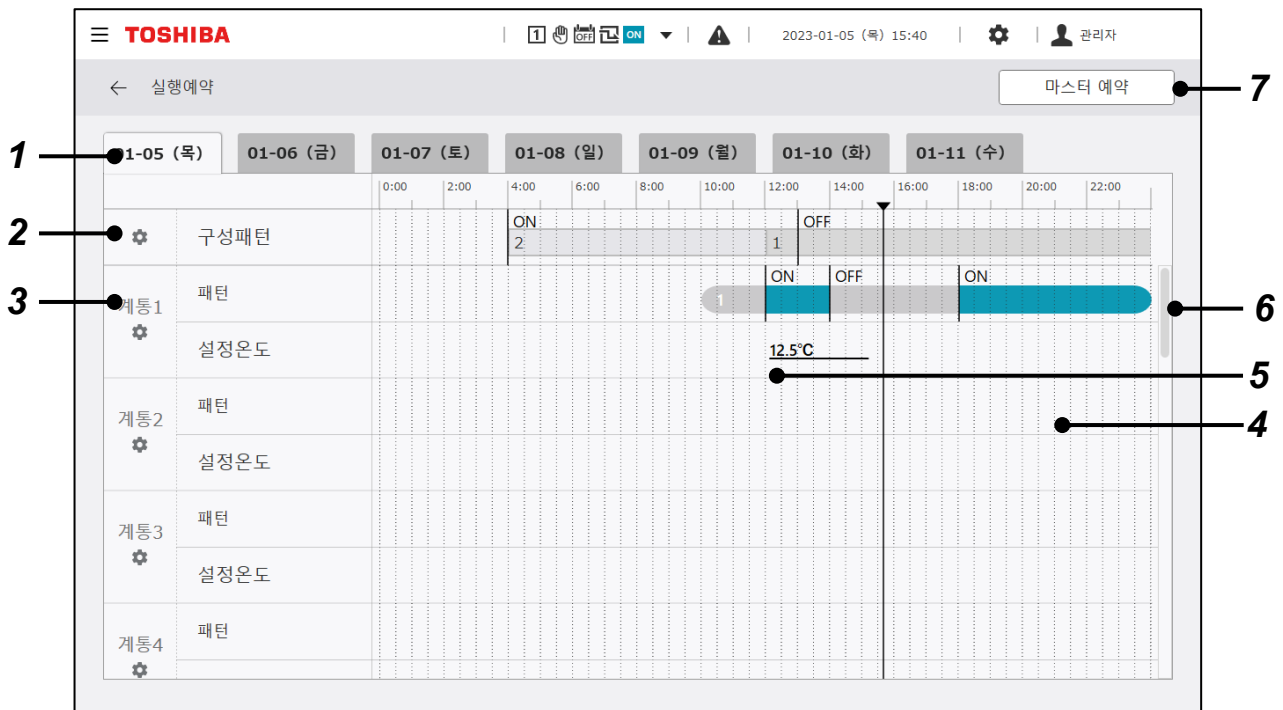 TOSHIBA 1 OFF ON 2023-01-05 (목) 15:40 관리자
실행예약 마스터 예약 7
1 01-05 (목) 01-06 (금) 01-07 (토) 01-08 (일) 01-09 (월) 01-10 (화) 01-11 (수)
0:00 2:00 4:00 6:00 8:00 10:00 12:00 14:00 16:00 18:00 20:00 22:00
ON OFF
2 구성패턴 2 1
ON OFF ON
패턴 1
3 계통1 6
설정온도 12.5°C
5
패턴
계통2 4
설정온도
패턴
계통3
설정온도
패턴
계통4